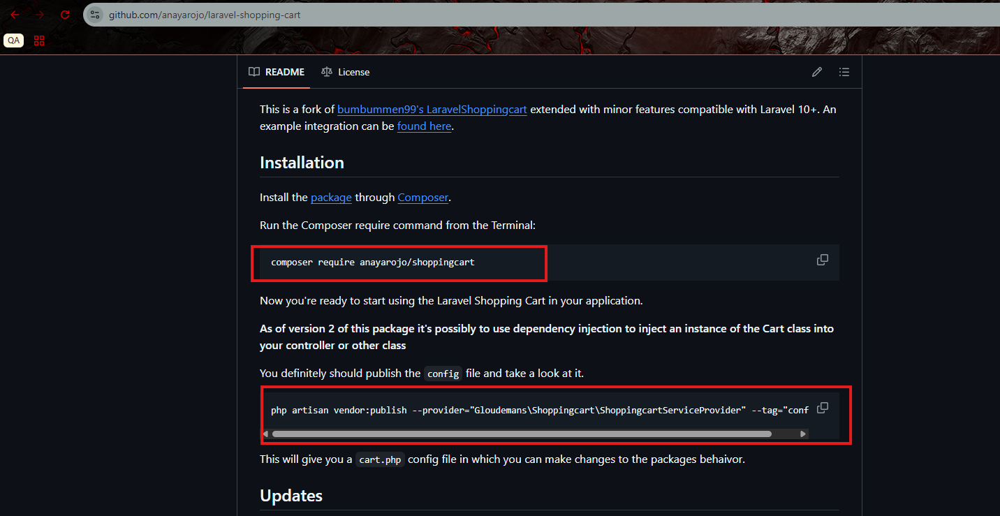 github.com/anayarojo/laravel-shopping-cart
QA
README
License
This is a fork of bumbummen99's LaravelShoppingcart extended with minor features compatible with Laravel 10+. An
example integration can be found here.
Installation
Install the package through Composer.
Run the Composer require command from the Terminal:
composer require anayarojo/shoppingcart
Now you're ready to start using the Laravel Shopping Cart in your application.
As of version 2 of this package it's possibly to use dependency injection to inject an instance of the Cart class into
your controller or other class
You definitely should publish the config file and take a look at it.
php artisan vendor:publish --provider="Gloudemans\Shoppingcart\ShoppingcartServiceProvider" --tag="conf
This will give you a cart.php config file in which you can make changes to the packages behaivor.
Updates